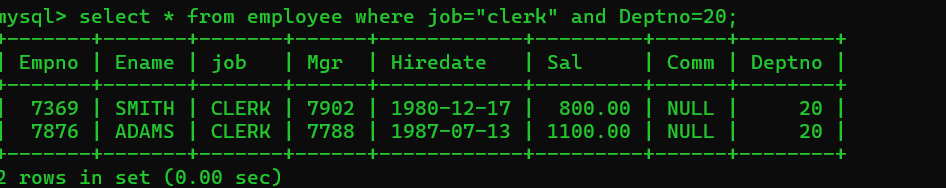 mysql> select * from employee where job="clerk" and Deptno=20;
+-------+-------+-------+------+------------+---------+------+--------+
| Empno | Ename | job   | Mgr  | Hiredate   | Sal     | Comm | Deptno |
+-------+-------+-------+------+------------+---------+------+--------+
|  7369 | SMITH | CLERK | 7902 | 1980-12-17 |  800.00 | NULL |     20 |
|  7876 | ADAMS | CLERK | 7788 | 1987-07-13 | 1100.00 | NULL |     20 |
+-------+-------+-------+------+------------+---------+------+--------+
2 rows in set (0.00 sec)